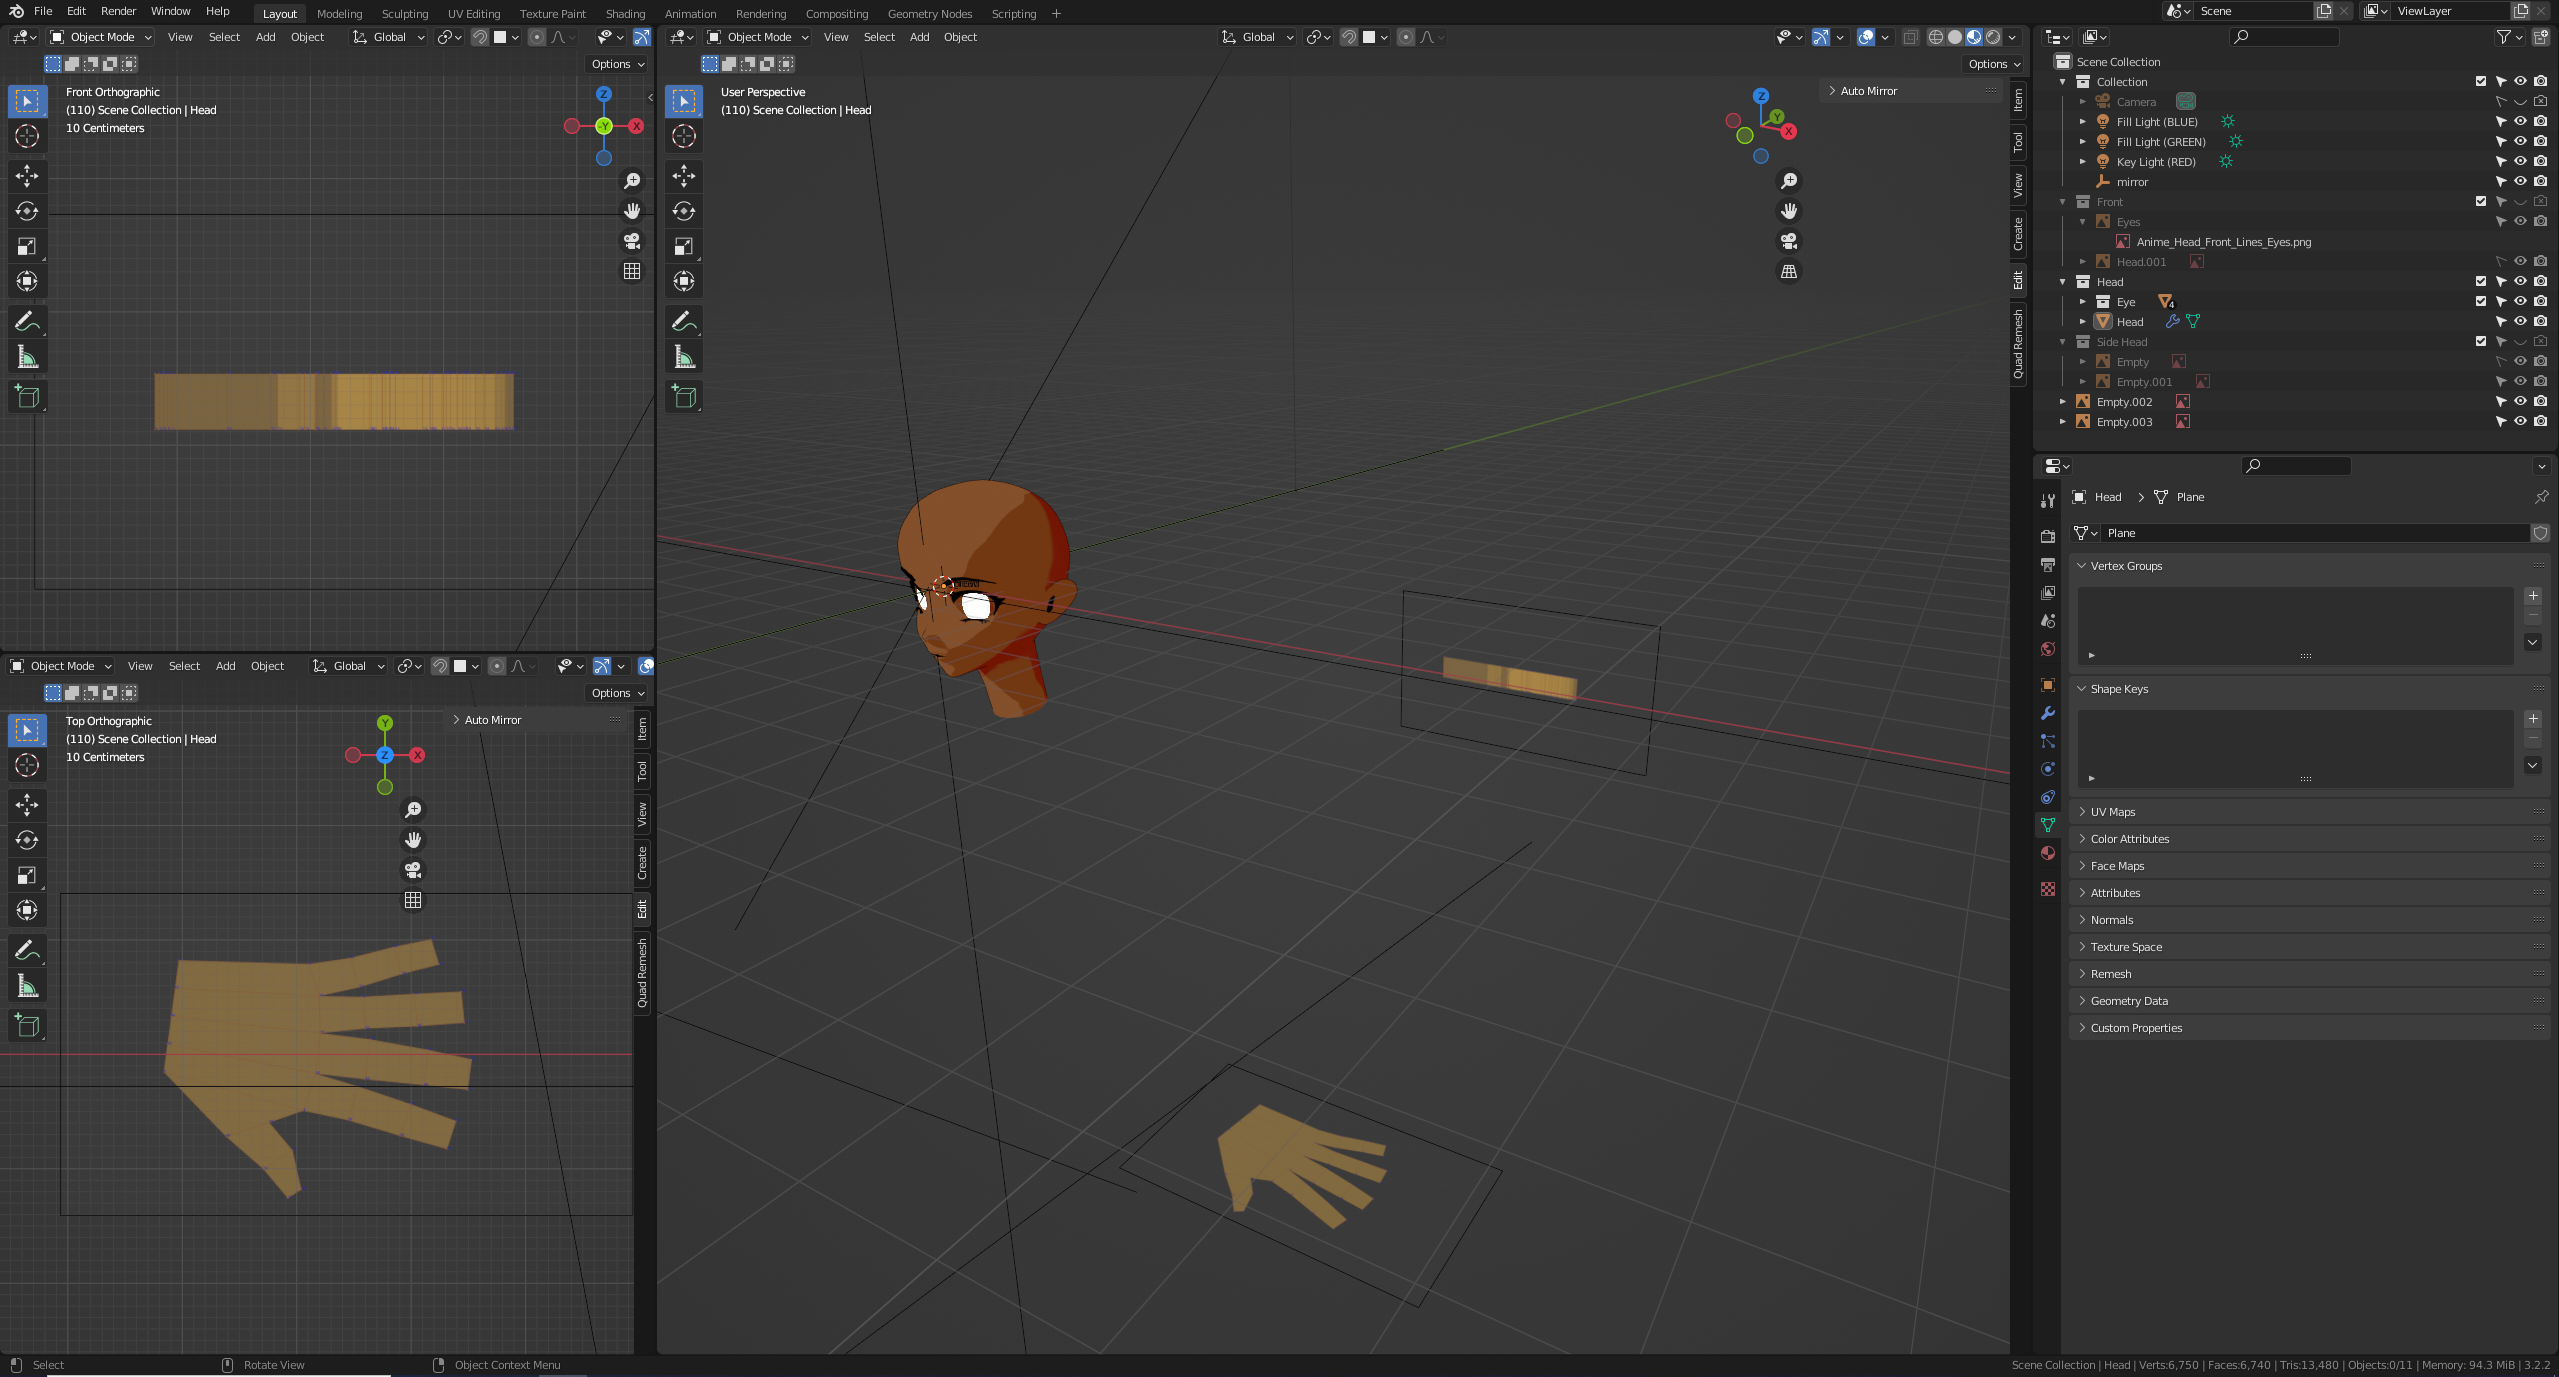 File Edit Render Window Help Layout Modeling Sculpting UV Editing Texture Paint Shading Animation Rendering Compositing Geometry Nodes Scripting + Scene ViewLayer
Object Mode View Select Add Object Global
Options
Front Orthographic
(110) Scene Collection | Head
10 Centimeters
Z
-Y
X
Object Mode View Select Add Object Global
Options
User Perspective
(110) Scene Collection | Head
Z
Y
X
Auto Mirror
Item
Tool
View
Create
Edit
Quad Remesh
Object Mode View Select Add Object Global
Options
Top Orthographic
(110) Scene Collection | Head
10 Centimeters
Y
Z
X
Auto Mirror
Item
Tool
View
Create
Edit
Quad Remesh
Scene Collection
Collection
Camera
Fill Light (BLUE)
Fill Light (GREEN)
Key Light (RED)
mirror
Front
Eyes
Anime_Head_Front_Lines_Eyes.png
Head.001
Head
Eye 4
Head
Side Head
Empty
Empty.001
Empty.002
Empty.003
Head > Plane
Plane
Vertex Groups
Shape Keys
UV Maps
Color Attributes
Face Maps
Attributes
Normals
Texture Space
Remesh
Geometry Data
Custom Properties
Select Rotate View Object Context Menu Scene Collection | Head | Verts:6,750 | Faces:6,740 | Tris:13,480 | Objects:0/11 | Memory: 94.3 MiB | 3.2.2